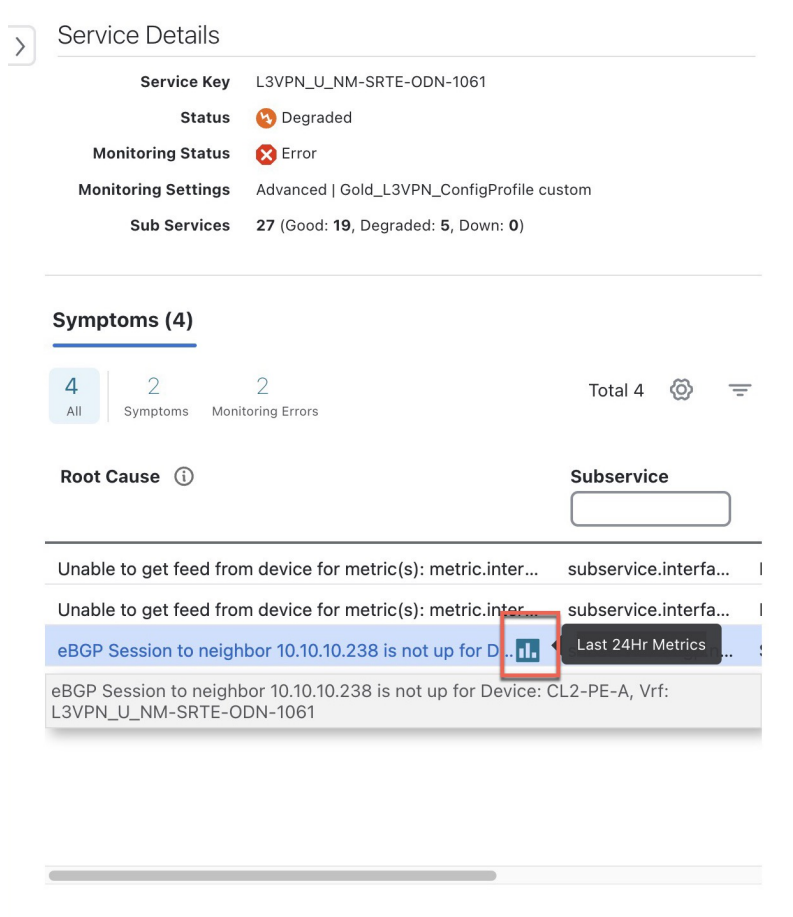 Service Details
Service Key L3VPN_U_NM-SRTE-ODN-1061
Status Degraded
Monitoring Status Error
Monitoring Settings Advanced | Gold_L3VPN_ConfigProfile custom
Sub Services 27 (Good: 19, Degraded: 5, Down: 0)
Symptoms (4)
4 2 2
All Symptoms Monitoring Errors
Total 4
Root Cause Subservice
Unable to get feed from device for metric(s): metric.inter... subservice.interfa...
Unable to get feed from device for metric(s): metric.inter... subservice.interfa...
eBGP Session to neighbor 10.10.10.238 is not up for D...
Last 24Hr Metrics
eBGP Session to neighbor 10.10.10.238 is not up for Device: CL2-PE-A, Vrf:
L3VPN_U_NM-SRTE-ODN-1061